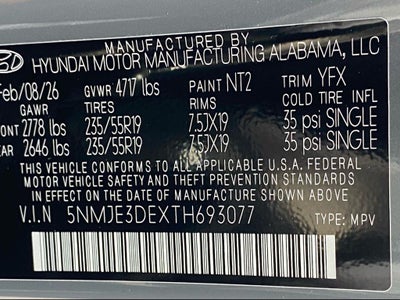 MANUFACTURED BY
HYUNDAI MOTOR MANUFACTURING ALABAMA, LLC
Feb/08/26 GVWR 4717 lbs PAINT NT2 TRIM YFX
GAWR TIRES RIMS COLD TIRE INFL
ONT 2778 lbs 235/55R19 7.5JX19 35 psi SINGLE
EAR 2646 lbs 235/55R19 7.5JX19 35 psi SINGLE
THIS VEHICLE CONFORMS TO ALL APPLICABLE U.S.A. FEDERAL
MOTOR VEHICLE SAFETY AND BUMPER STANDARDS
IN EFFECT ON THE DATE OF MANUFACTURE SHOWN ABOVE
V.I.N 5NMJE3DEXTH693077 TYPE: MPV